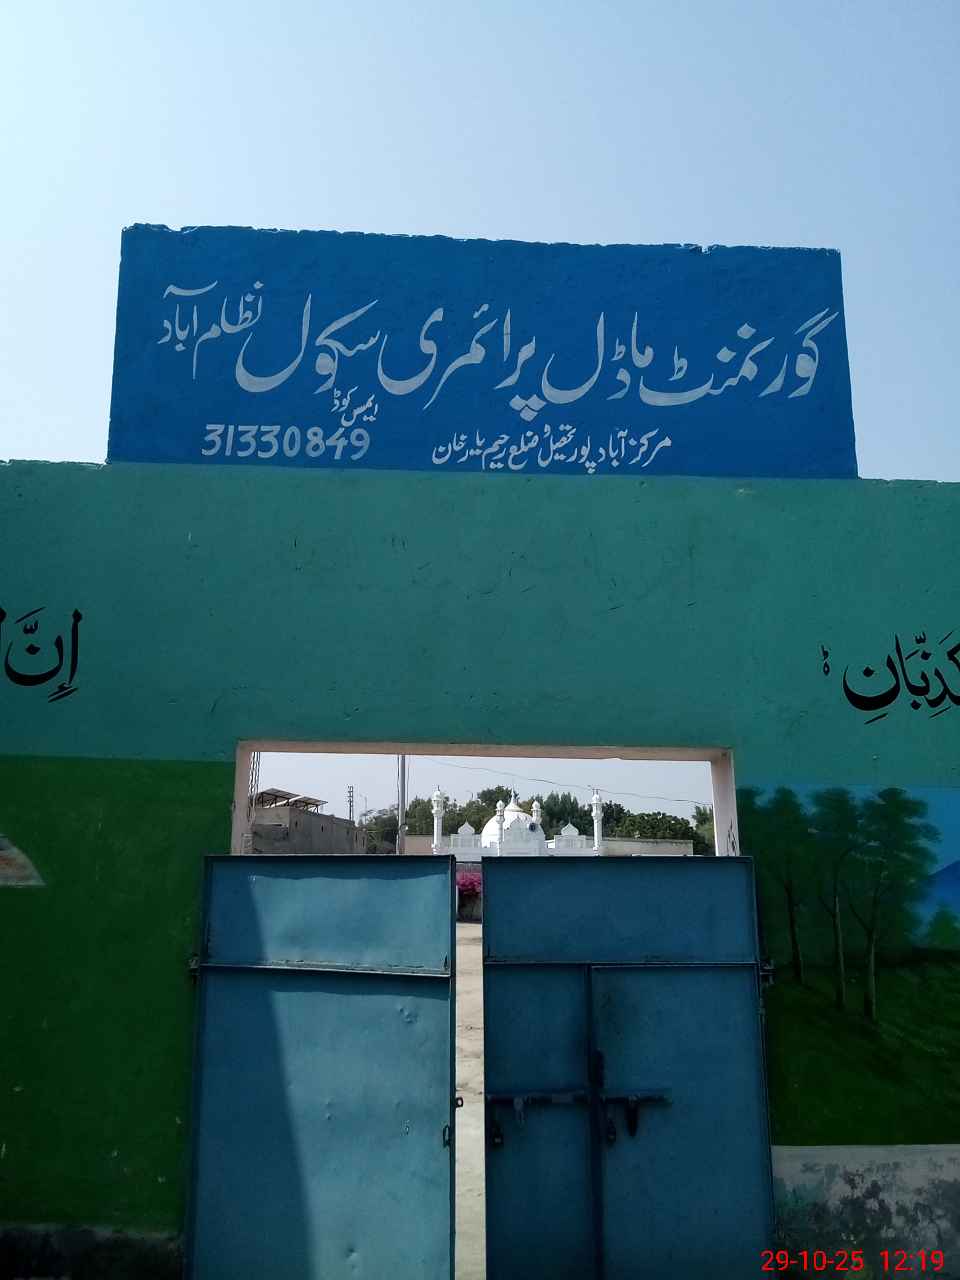 گورنمنٹ ماڈل پرائمری سکول نظام آباد
ایمس کوڈ
مرکز آباد پور تحصیل و ضلع رحیم یار خان
31330849
کَذِّبَانِ
اِنَّ
29-10-25 12:19